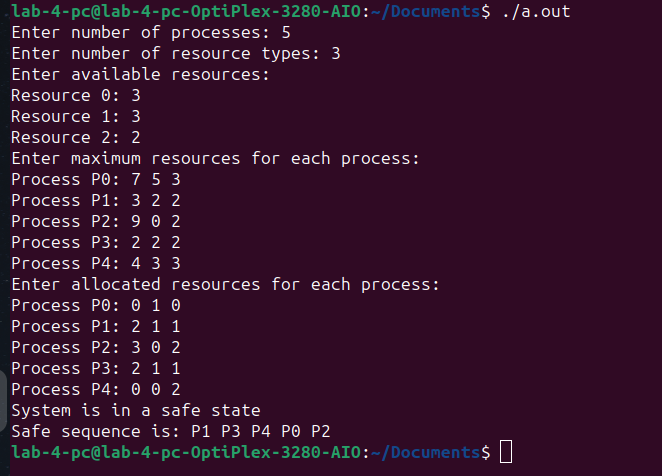 lab-4-pc@lab-4-pc-OptiPlex-3280-AIO:~/Documents$ ./a.out
Enter number of processes: 5
Enter number of resource types: 3
Enter available resources:
Resource 0: 3
Resource 1: 3
Resource 2: 2
Enter maximum resources for each process:
Process P0: 7 5 3
Process P1: 3 2 2
Process P2: 9 0 2
Process P3: 2 2 2
Process P4: 4 3 3
Enter allocated resources for each process:
Process P0: 0 1 0
Process P1: 2 1 1
Process P2: 3 0 2
Process P3: 2 1 1
Process P4: 0 0 2
System is in a safe state
Safe sequence is: P1 P3 P4 P0 P2
lab-4-pc@lab-4-pc-OptiPlex-3280-AIO:~/Documents$